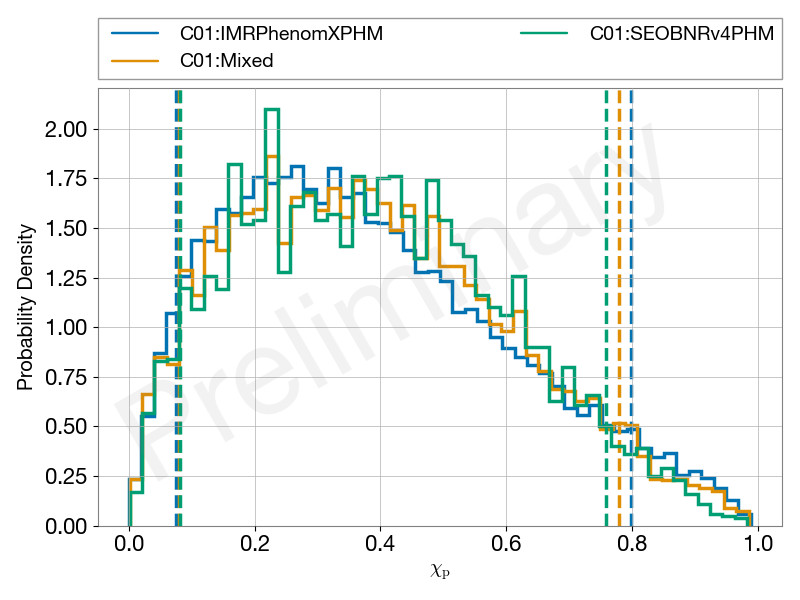 C01:IMRPhenomXPHM
C01:SEOBNRv4PHM
C01:Mixed
Preliminary
Probability Density
2.00
1.75
1.50
1.25
1.00
0.75
0.50
0.25
0.00
0.0 0.2 0.4 0.6 0.8 1.0
χp